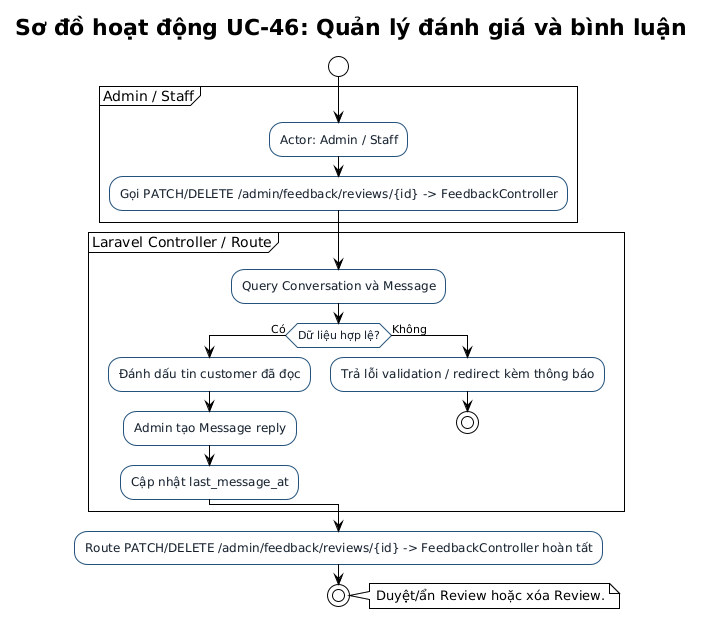 Sơ đồ hoạt động UC-46: Quản lý đánh giá và bình luận
Admin / Staff
Actor: Admin / Staff
Gọi PATCH/DELETE /admin/feedback/reviews/{id} -> FeedbackController
Laravel Controller / Route
Query Conversation và Message
Dữ liệu hợp lệ?
Có
Không
Đánh dấu tin customer đã đọc
Trả lỗi validation / redirect kèm thông báo
Admin tạo Message reply
Cập nhật last_message_at
Route PATCH/DELETE /admin/feedback/reviews/{id} -> FeedbackController hoàn tất
Duyệt/ẩn Review hoặc xóa Review.